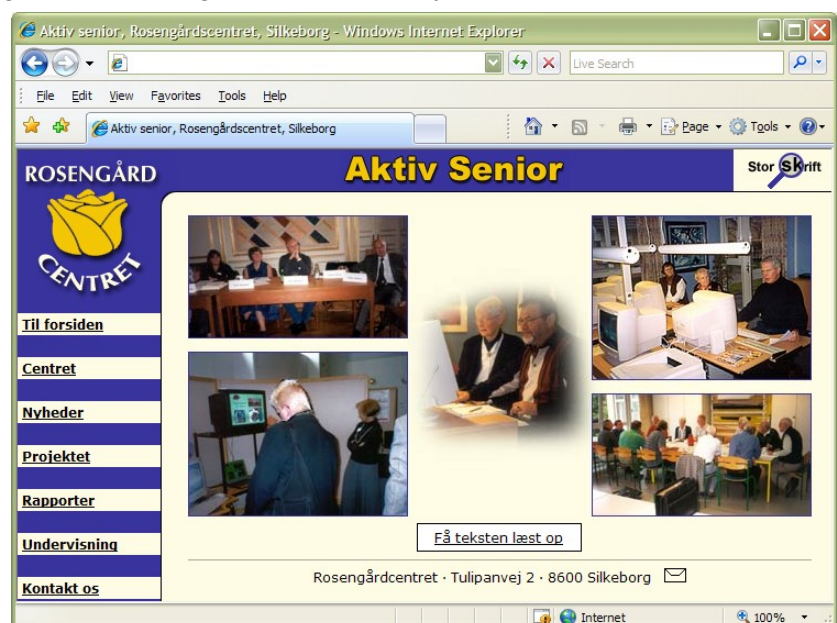 Aktiv senior, Rosengårdscentret, Silkeborg - Windows Internet Explorer
Live Search
File Edit View Favorites Tools Help
Aktiv senior, Rosengårdscentret, Silkeborg
Page Tools
ROSENGÅRD
CENTRET
Aktiv Senior
Stor skrift
Til forsiden
Centret
Nyheder
Projektet
Rapporter
Undervisning
Kontakt os
Få teksten læst op
Rosengårdcentret · Tulipanvej 2 · 8600 Silkeborg
Internet 100%